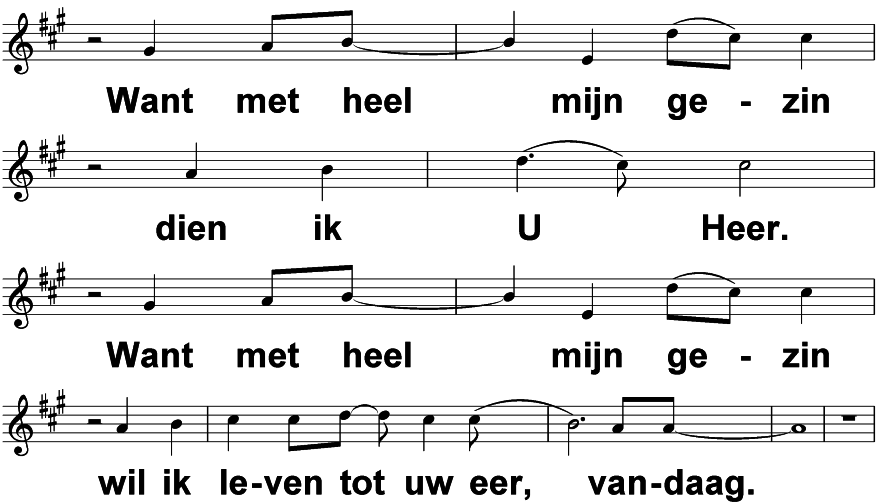 Want met heel mijn ge - zin
dien ik U Heer.
Want met heel mijn ge - zin
wil ik le-ven tot uw eer, van-daag.